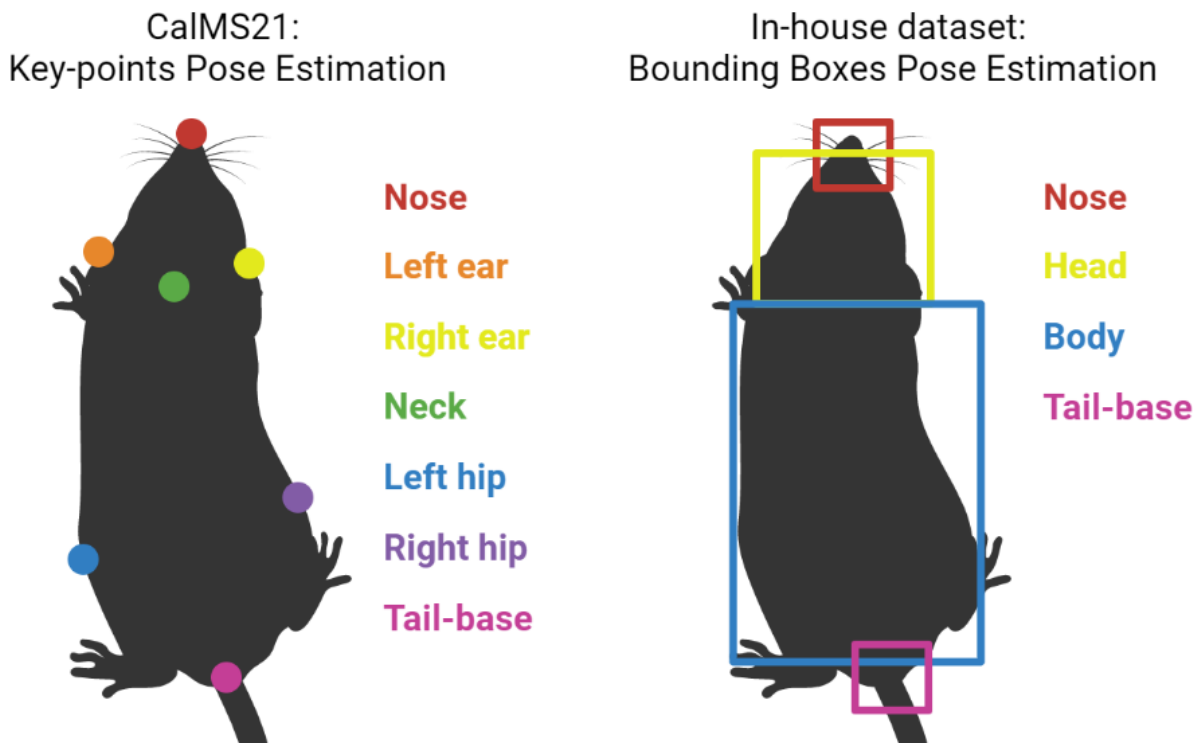 CalMS21:
Key-points Pose Estimation
Nose
Left ear
Right ear
Neck
Left hip
Right hip
Tail-base
In-house dataset:
Bounding Boxes Pose Estimation
Nose
Head
Body
Tail-base